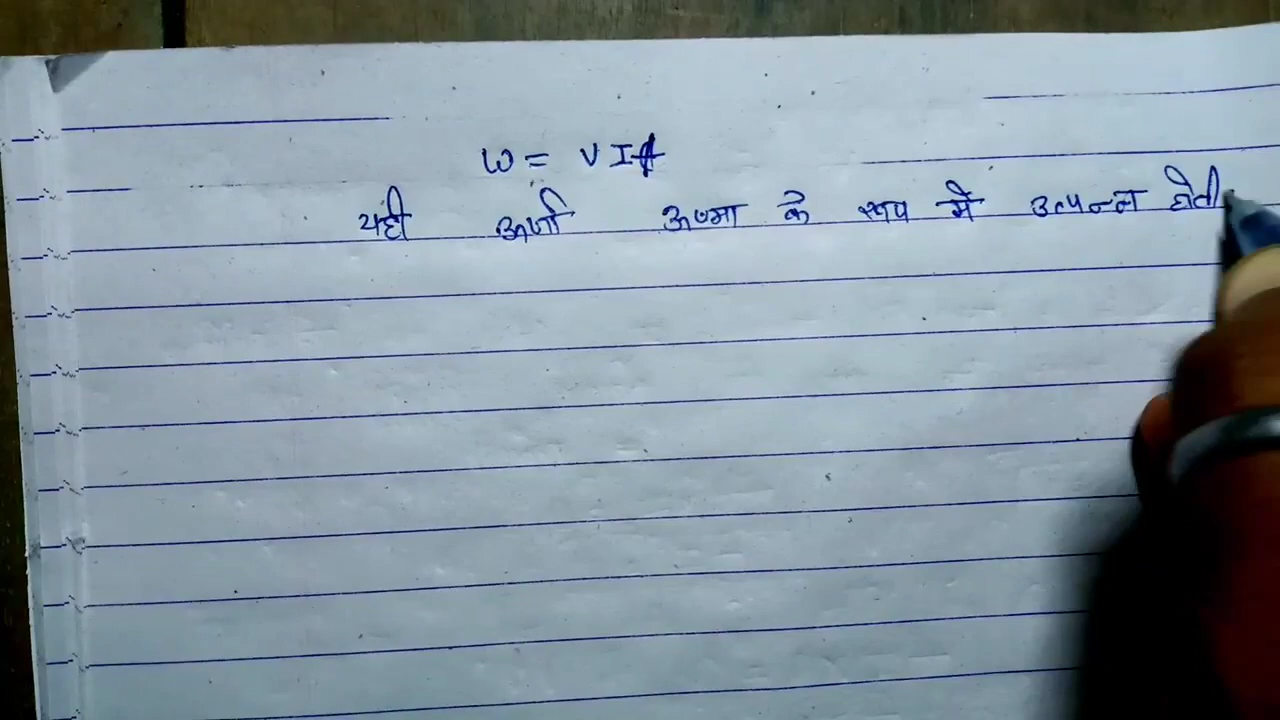 W = VIt
यही ऊर्जा ऊष्मा के रूप में उत्पन्न होती